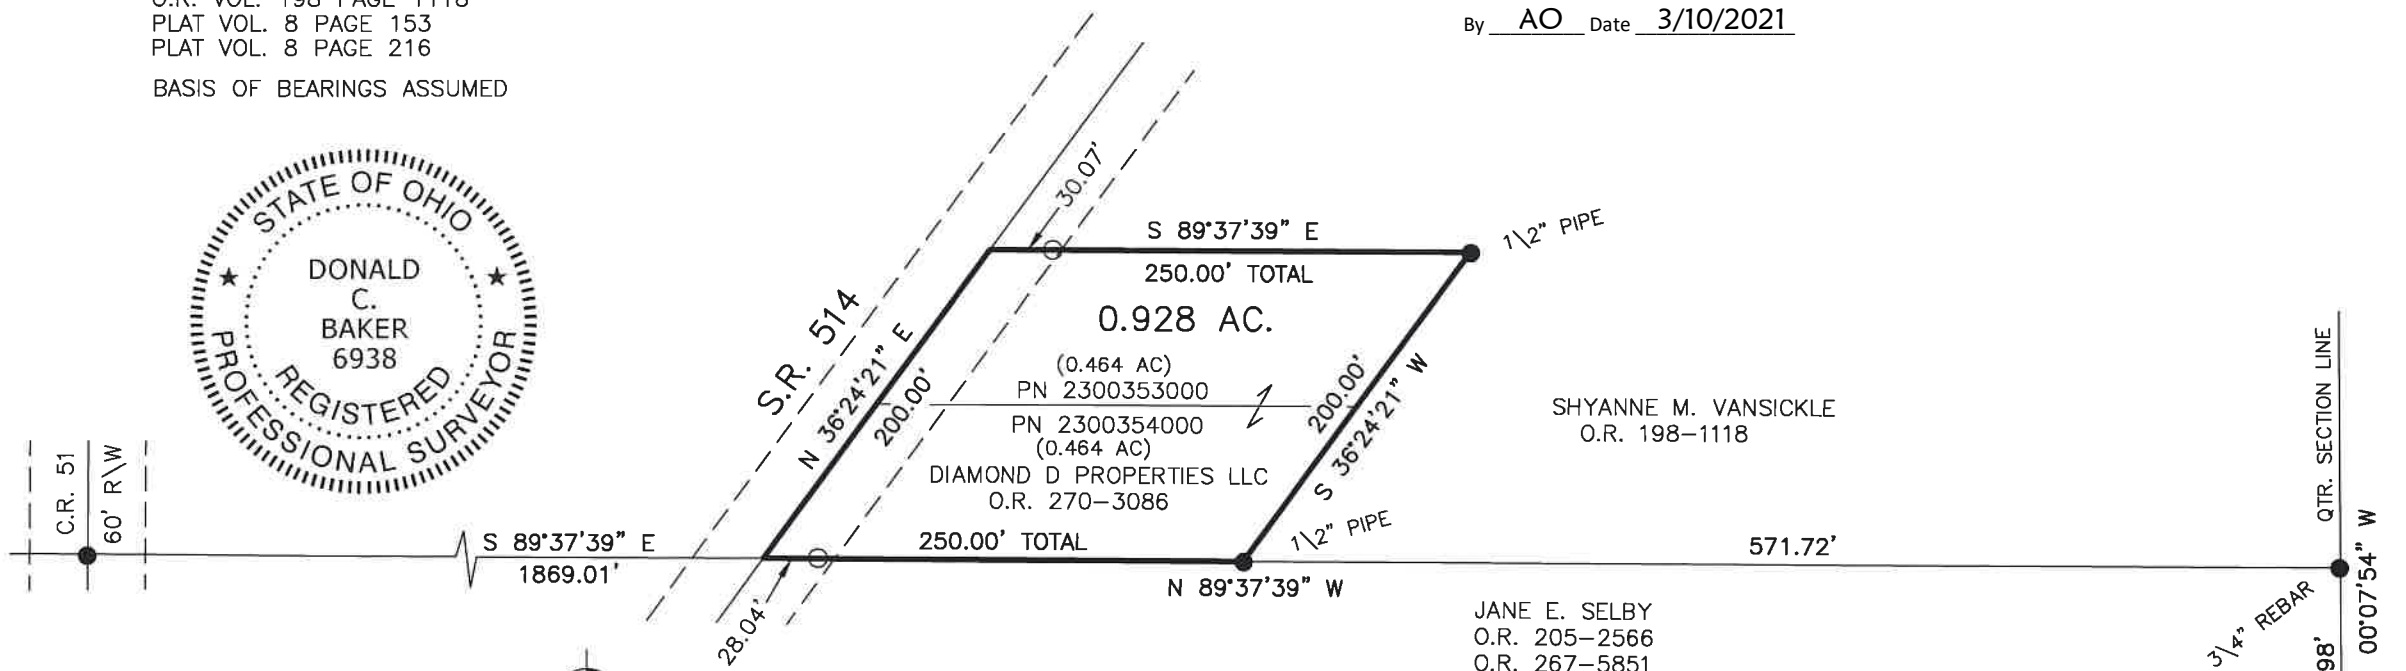 O.R. VOL. 198 PAGE 1118
PLAT VOL. 8 PAGE 153
PLAT VOL. 8 PAGE 216
BASIS OF BEARINGS ASSUMED
By AO Date 3/10/2021
STATE OF OHIO
DONALD
C.
BAKER
6938
REGISTERED
PROFESSIONAL SURVEYOR
S.R. 514
30.07'
S 89°37'39" E
250.00' TOTAL
1\2" PIPE
0.928 AC.
(0.464 AC)
PN 2300353000
PN 2300354000
(0.464 AC)
DIAMOND D PROPERTIES LLC
O.R. 270-3086
N 36°24'21" E
200.00'
200.00'
S 36°24'21" W
SHYANNE M. VANSICKLE
O.R. 198-1118
QTR. SECTION LINE
C.R. 51
60' R\W
S 89°37'39" E
1869.01'
28.04'
250.00' TOTAL
1\2" PIPE
N 89°37'39" W
571.72'
JANE E. SELBY
O.R. 205-2566
O.R. 267-5851
3/4" REBAR
00°07'54" W
98'